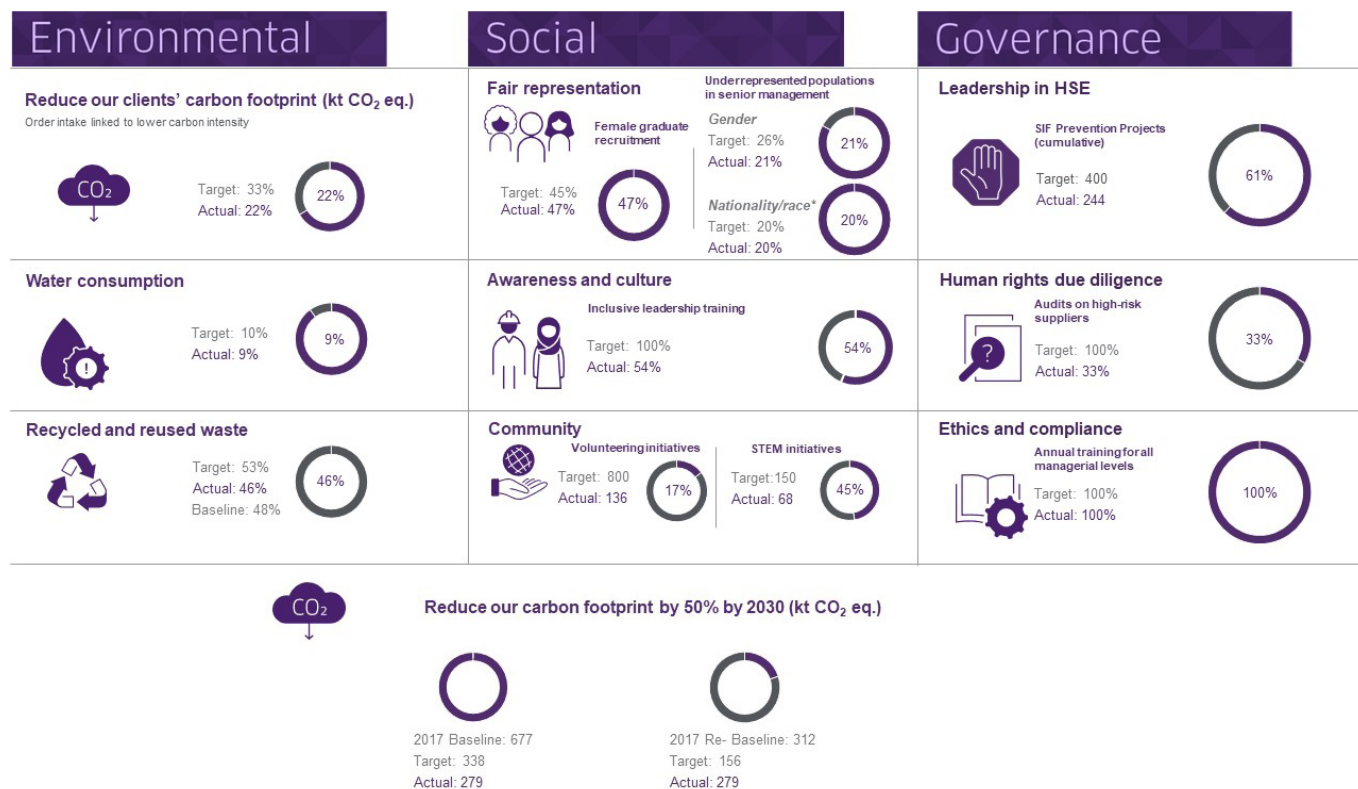 Environmental
Reduce our clients' carbon footprint (kt CO₂ eq.)
Order intake linked to lower carbon intensity
CO₂
Target: 33%
Actual: 22%
22%
Water consumption
!
Target: 10%
Actual: 9%
9%
Recycled and reused waste
Target: 53%
Actual: 46%
Baseline: 48%
46%
Social
Fair representation
Female graduate
recruitment
Target: 45%
Actual: 47%
47%
Underrepresented populations
in senior management
Gender
Target: 26%
Actual: 21%
21%
Nationality/race*
Target: 20%
Actual: 20%
20%
Awareness and culture
Inclusive leadership training
Target: 100%
Actual: 54%
54%
Community
Volunteering initiatives
Target: 800
Actual: 136
17%
STEM initiatives
Target:150
Actual: 68
45%
Governance
Leadership in HSE
SIF Prevention Projects
(cumulative)
Target: 400
Actual: 244
61%
Human rights due diligence
Audits on high-risk
suppliers
?
Target: 100%
Actual: 33%
33%
Ethics and compliance
Annual training for all
managerial levels
Target: 100%
Actual: 100%
100%
CO₂
Reduce our carbon footprint by 50% by 2030 (kt CO₂ eq.)
2017 Baseline: 677
Target: 338
Actual: 279
2017 Re- Baseline: 312
Target: 156
Actual: 279